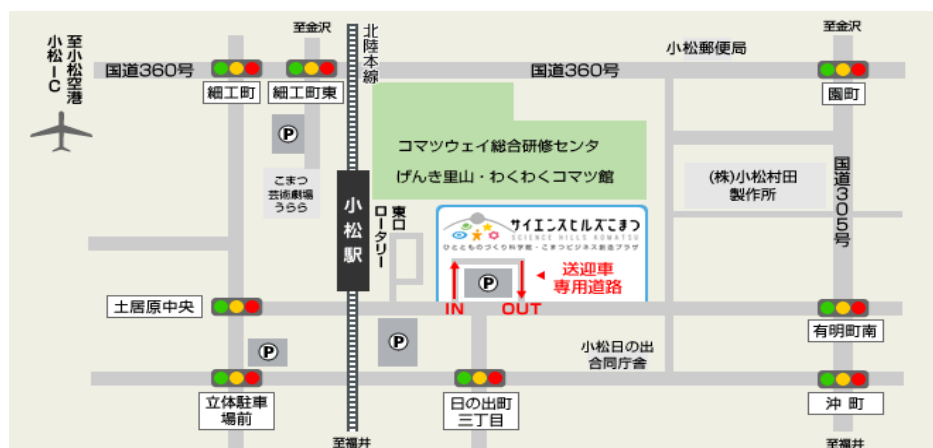 至金沢
北陸本線
至金沢
至小松空港
小松IC
国道360号
国道360号
小松郵便局
細工町
細工町東
園町
P
コマツウェイ総合研修センタ
げんき里山・わくわくコマツ館
こまつ
芸術劇場
うらら
小松駅
東口
ロータリー
(株)小松村田
製作所
国道305号
サイエンスヒルズこまつ
SCIENCE HILLS KOMATSU
ひととものづくり科学館・こまつビジネス創造プラザ
P
送迎車
専用道路
IN
OUT
土居原中央
有明町南
P
P
小松日の出
合同庁舎
立体駐車
場前
日の出町
三丁目
沖町
至福井
至福井